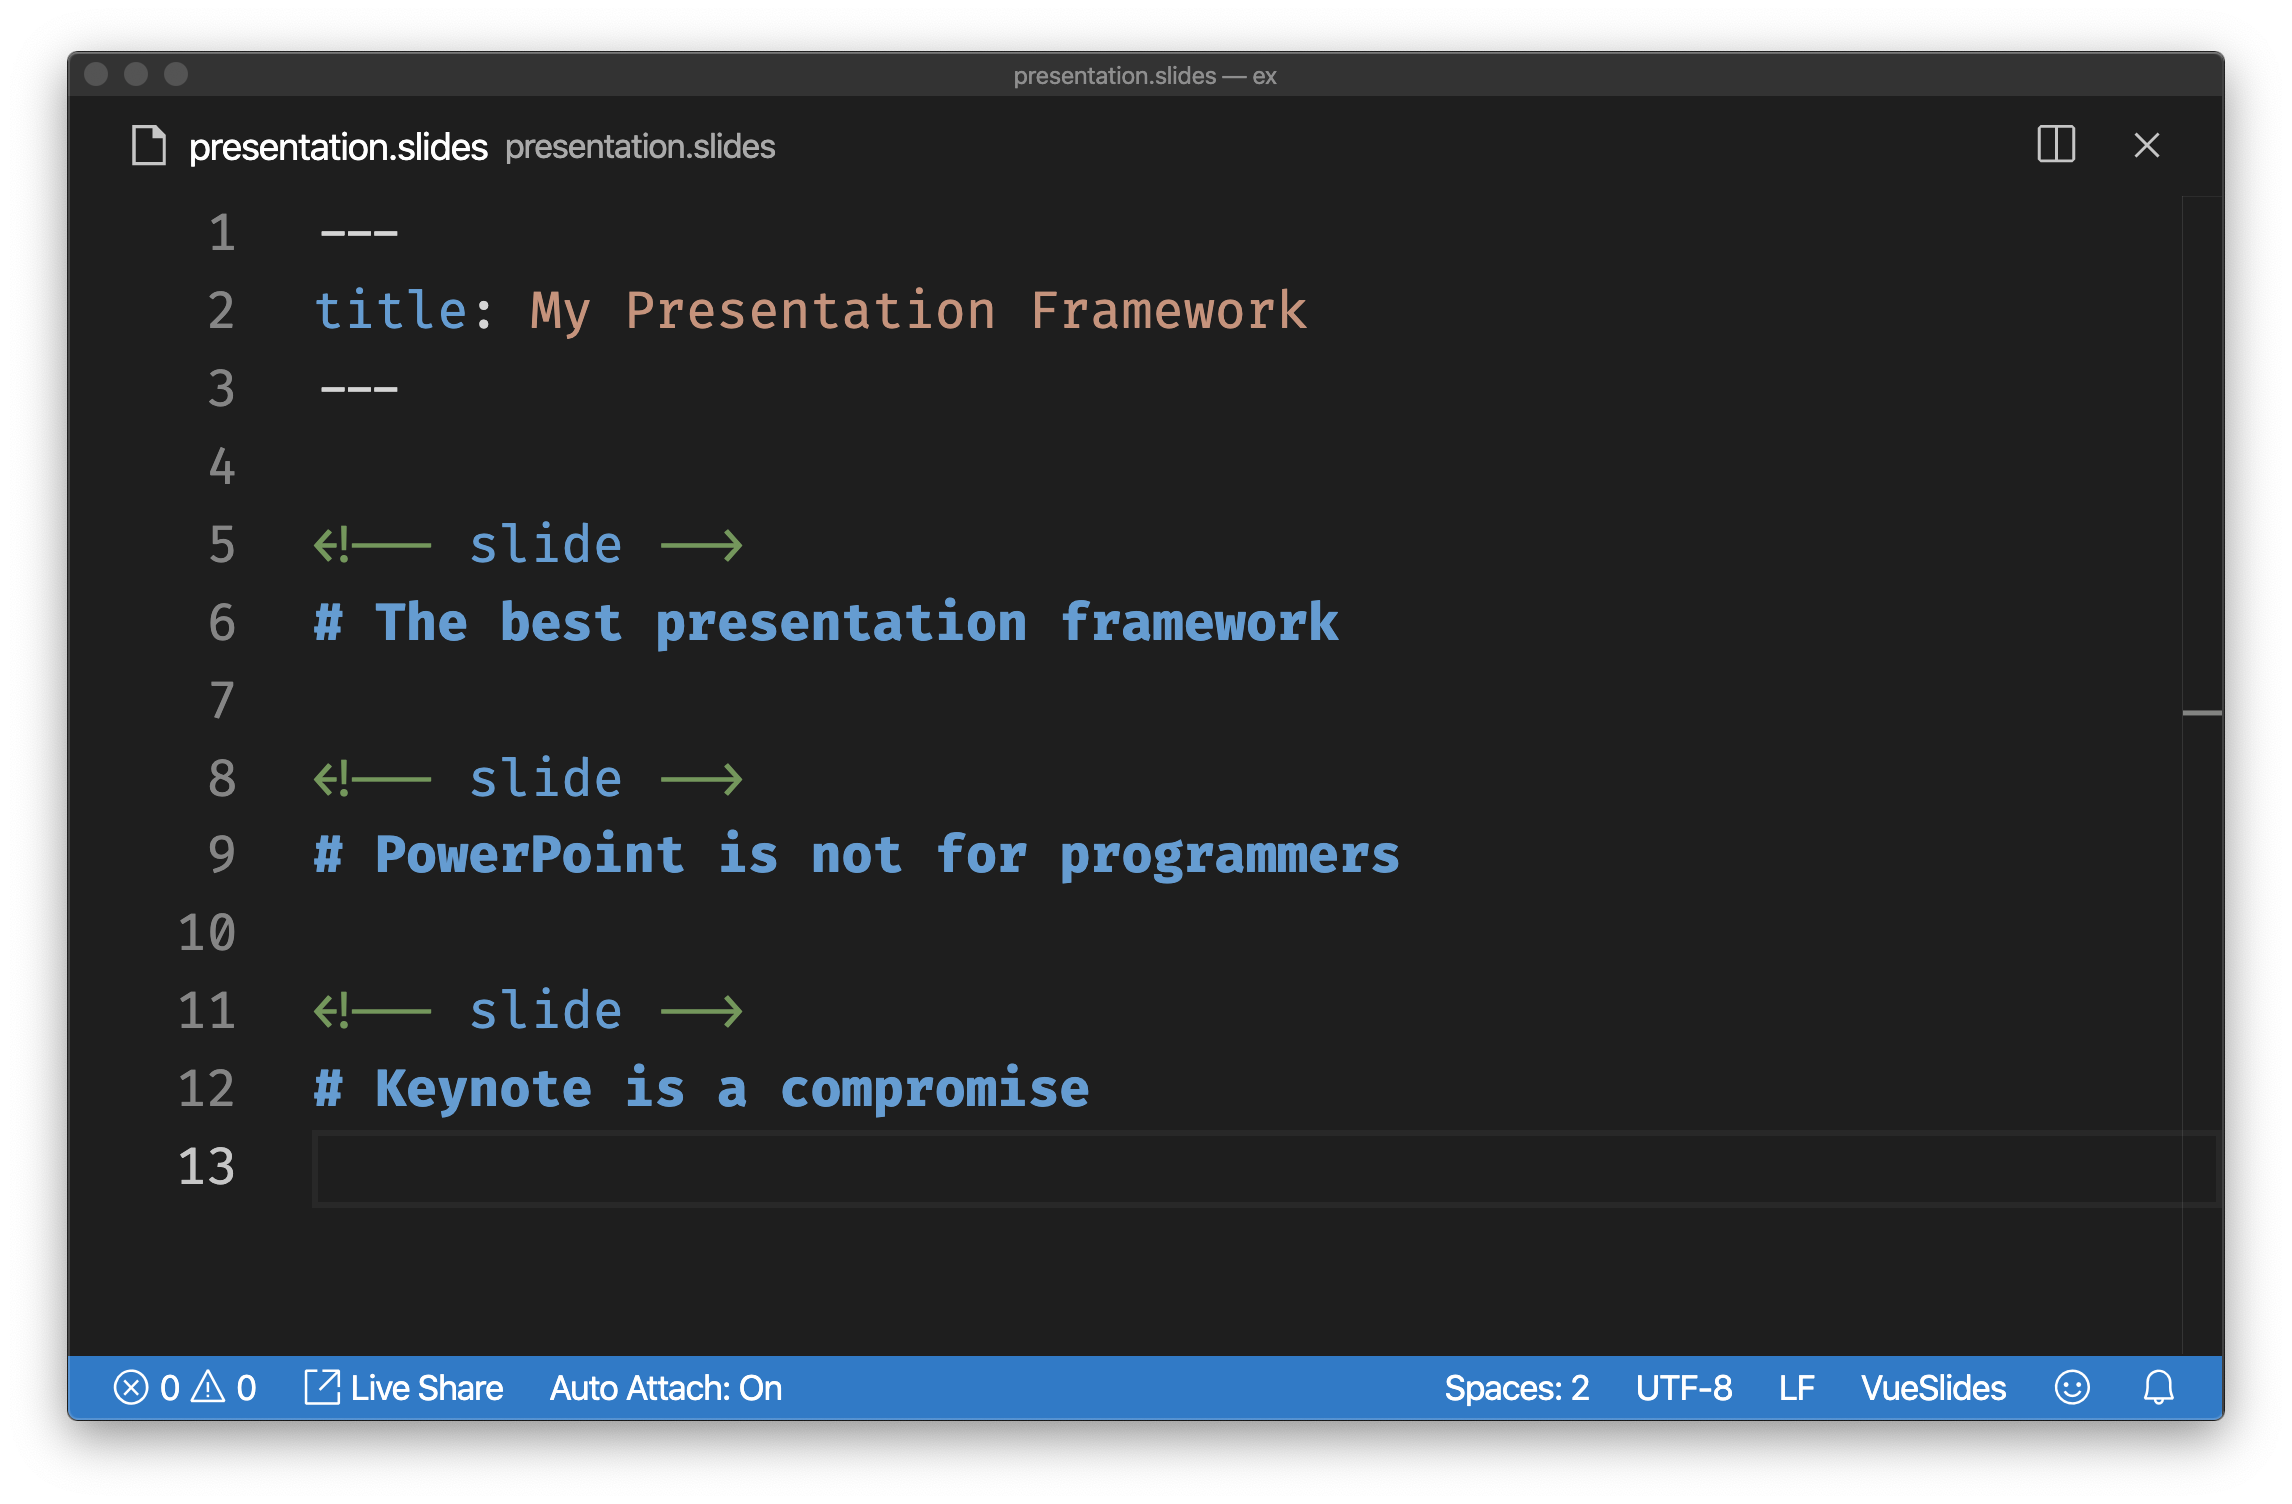 presentation.slides — ex
presentation.slides presentation.slides
1 ---
2 title: My Presentation Framework
3 ---
4
5 <!-- slide -->
6 # The best presentation framework
7
8 <!-- slide -->
9 # PowerPoint is not for programmers
10
11 <!-- slide -->
12 # Keynote is a compromise
13
0 0 Live Share Auto Attach: On Spaces: 2 UTF-8 LF VueSlides